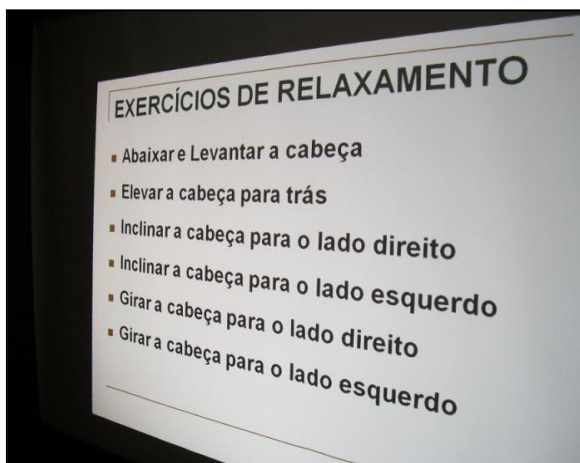 EXERCÍCIOS DE RELAXAMENTO
▪ Abaixar e Levantar a cabeça
▪ Elevar a cabeça para trás
▪ Inclinar a cabeça para o lado direito
▪ Inclinar a cabeça para o lado esquerdo
▪ Girar a cabeça para o lado direito
▪ Girar a cabeça para o lado esquerdo